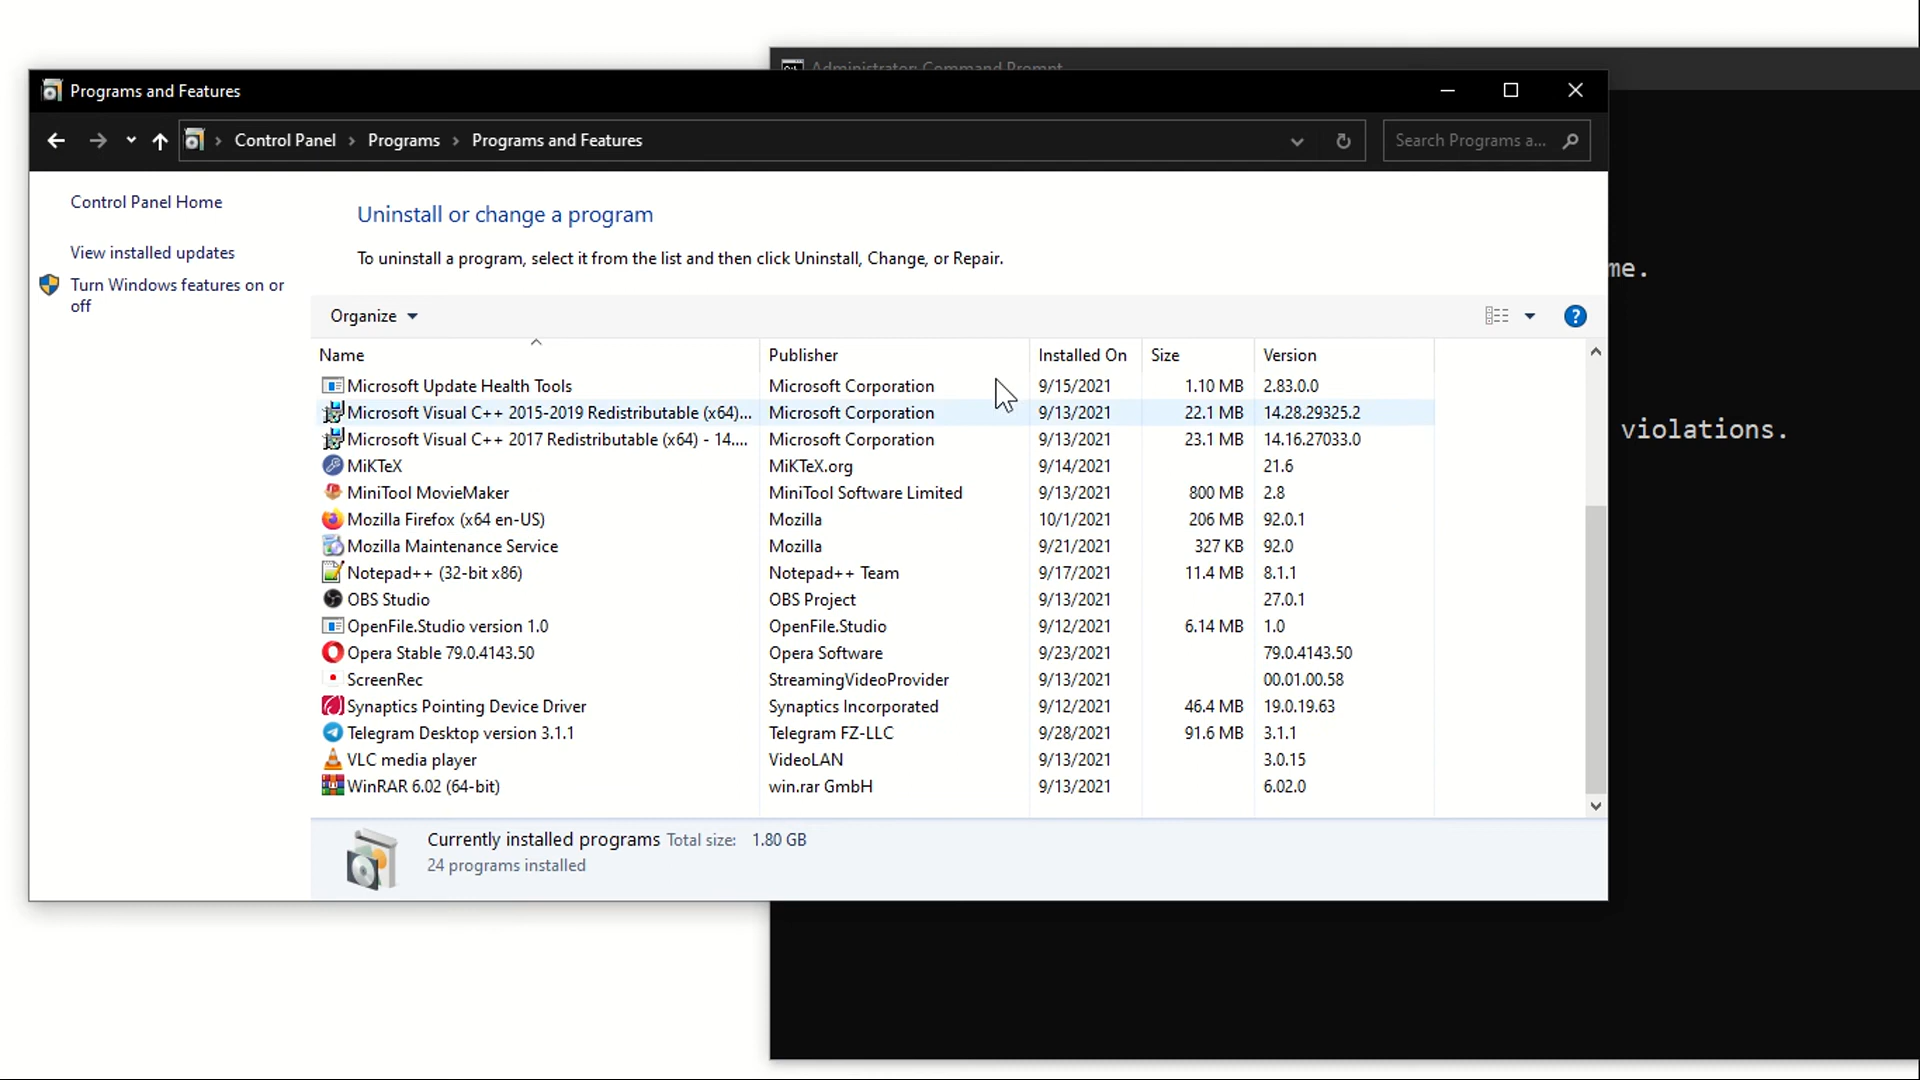 Administrator: Command Prompt
Programs and Features
Control Panel > Programs > Programs and Features
Search Programs a...
Control Panel Home
View installed updates
Turn Windows features on or
off
Uninstall or change a program
To uninstall a program, select it from the list and then click Uninstall, Change, or Repair.
me.
Organize
?
Name Publisher Installed On Size Version
Microsoft Update Health Tools Microsoft Corporation 9/15/2021 1.10 MB 2.83.0.0
Microsoft Visual C++ 2015-2019 Redistributable (x64)... Microsoft Corporation 9/13/2021 22.1 MB 14.28.29325.2
Microsoft Visual C++ 2017 Redistributable (x64) - 14.... Microsoft Corporation 9/13/2021 23.1 MB 14.16.27033.0
violations.
MiKTeX MiKTeX.org 9/14/2021 21.6
MiniTool MovieMaker MiniTool Software Limited 9/13/2021 800 MB 2.8
Mozilla Firefox (x64 en-US) Mozilla 10/1/2021 206 MB 92.0.1
Mozilla Maintenance Service Mozilla 9/21/2021 327 KB 92.0
Notepad++ (32-bit x86) Notepad++ Team 9/17/2021 11.4 MB 8.1.1
OBS Studio OBS Project 9/13/2021 27.0.1
OpenFile.Studio version 1.0 OpenFile.Studio 9/12/2021 6.14 MB 1.0
Opera Stable 79.0.4143.50 Opera Software 9/23/2021 79.0.4143.50
ScreenRec StreamingVideoProvider 9/13/2021 00.01.00.58
Synaptics Pointing Device Driver Synaptics Incorporated 9/12/2021 46.4 MB 19.0.19.63
Telegram Desktop version 3.1.1 Telegram FZ-LLC 9/28/2021 91.6 MB 3.1.1
VLC media player VideoLAN 9/13/2021 3.0.15
WinRAR 6.02 (64-bit) win.rar GmbH 9/13/2021 6.02.0
Currently installed programs Total size: 1.80 GB
24 programs installed